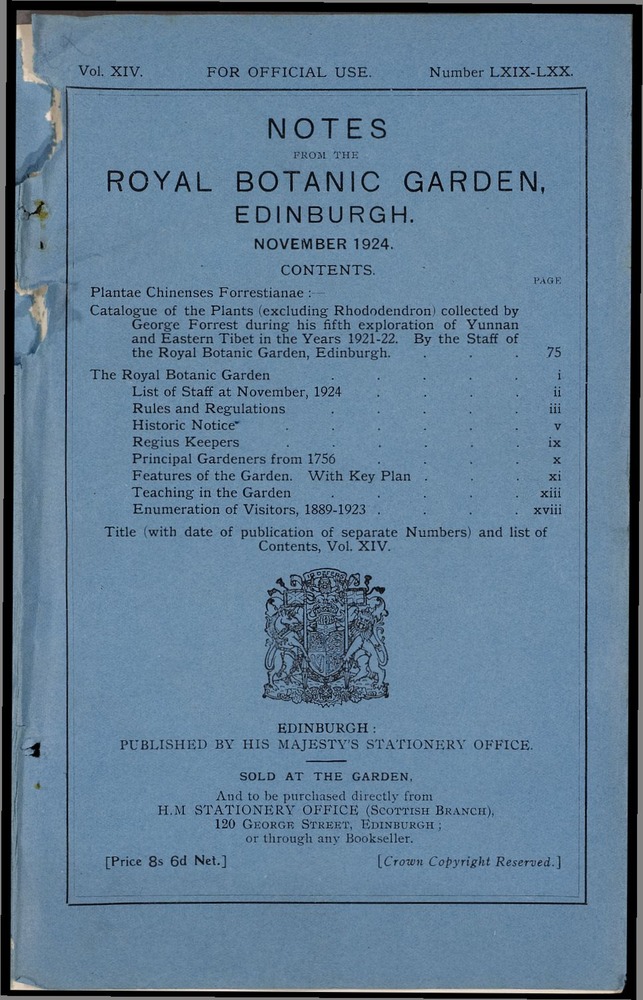 Vol. XIV. FOR OFFICIAL USE. Number LXIX-LXX.
NOTES
FROM THE
ROYAL BOTANIC GARDEN,
EDINBURGH.
NOVEMBER 1924.
CONTENTS.
PAGE
Plantae Chinenses Forrestianae :—
Catalogue of the Plants (excluding Rhododendron) collected by
George Forrest during his fifth exploration of Yunnan
and Eastern Tibet in the Years 1921-22. By the Staff of
the Royal Botanic Garden, Edinburgh. . . . 75
The Royal Botanic Garden . . . . . i
List of Staff at November, 1924 . . . . ii
Rules and Regulations . . . . . iii
Historic Notice . . . . . . v
Regius Keepers . . . . . . ix
Principal Gardeners from 1756 . . . . x
Features of the Garden. With Key Plan . . . xi
Teaching in the Garden . . . . . xiii
Enumeration of Visitors, 1889-1923 . . . . xviii
Title (with date of publication of separate Numbers) and list of
Contents, Vol. XIV.
EDINBURGH :
PUBLISHED BY HIS MAJESTY'S STATIONERY OFFICE.
SOLD AT THE GARDEN,
And to be purchased directly from
H.M STATIONERY OFFICE (SCOTTISH BRANCH),
120 GEORGE STREET, EDINBURGH ;
or through any Bookseller.
[Price 8s 6d Net.] [Crown Copyright Reserved.]